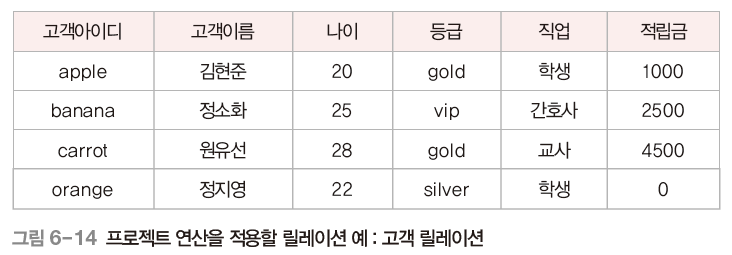 고객아이디 고객이름 나이 등급 직업 적립금
apple 김현준 20 gold 학생 1000
banana 정소화 25 vip 간호사 2500
carrot 원유선 28 gold 교사 4500
orange 정지영 22 silver 학생 0
그림 6-14 프로젝트 연산을 적용할 릴레이션 예 : 고객 릴레이션